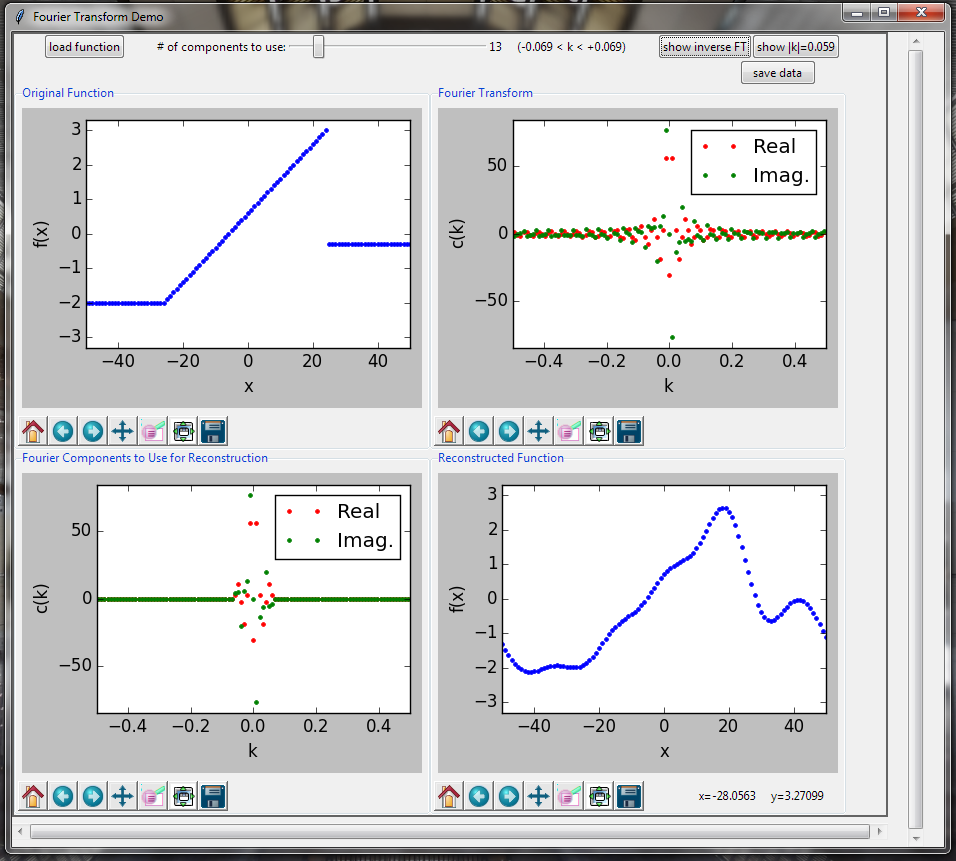 Fourier Transform Demo
load function # of components to use: 13 (-0.069 < k < +0.069) show inverse FT show |k|=0.059
save data
Original Function Fourier Transform
3
2
1
0
−1
−2
−3
f(x)
−40 −20 0 20 40
x
50
0
−50
c(k)
Real
Imag.
−0.4 −0.2 0.0 0.2 0.4
k
Fourier Components to Use for Reconstruction Reconstructed Function
50
0
−50
c(k)
Real
Imag.
−0.4 −0.2 0.0 0.2 0.4
k
3
2
1
0
−1
−2
−3
f(x)
−40 −20 0 20 40
x
x=-28.0563 y=3.27099